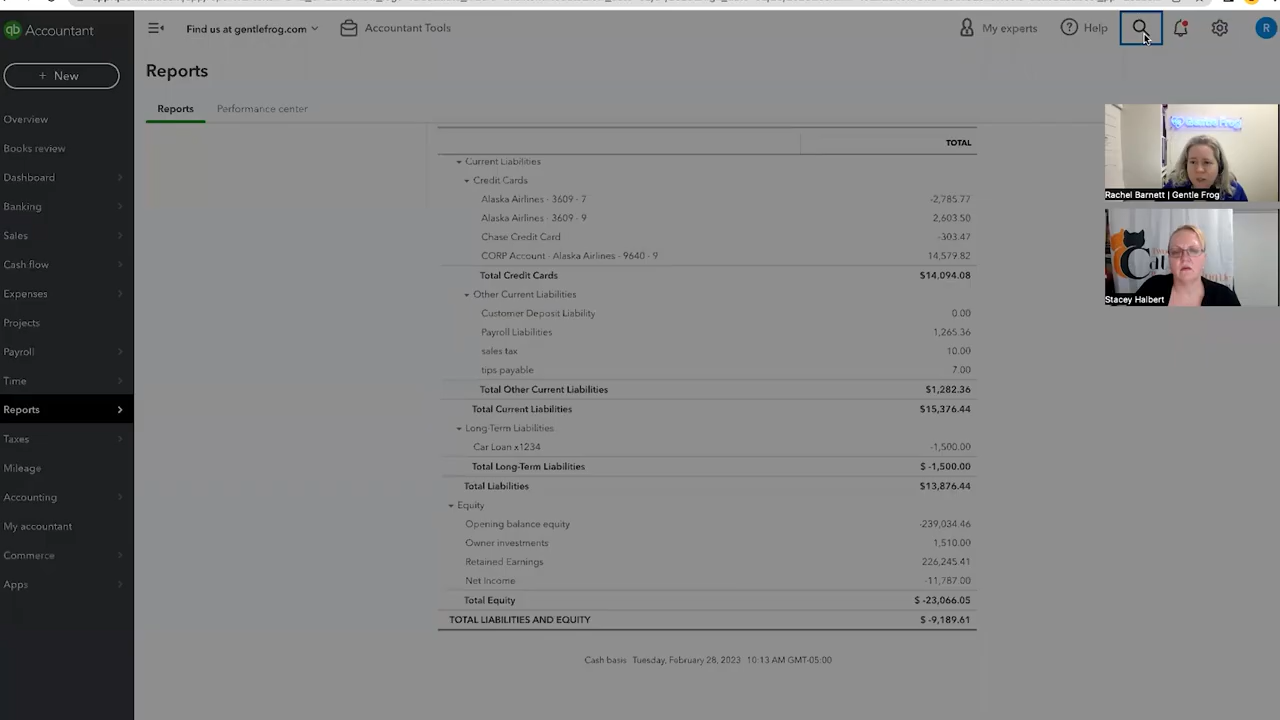 qb Accountant
Find us at gentlefrog.com
Accountant Tools
My experts
Help
R
+ New
Reports
Reports
Performance center
Overview
Books review
Dashboard
Banking
Sales
Cash flow
Expenses
Projects
Payroll
Time
Reports
Taxes
Mileage
Accounting
My accountant
Commerce
Apps
TOTAL
Current Liabilities
Credit Cards
Alaska Airlines - 3609 - 7 -2,785.77
Alaska Airlines - 3609 - 9 2,603.50
Chase Credit Card -303.47
CORP Account - Alaska Airlines - 9640 - 9 14,579.82
Total Credit Cards $14,094.08
Other Current Liabilities
Customer Deposit Liability 0.00
Payroll Liabilities 1,265.36
sales tax 10.00
tips payable 7.00
Total Other Current Liabilities $1,282.36
Total Current Liabilities $15,376.44
Long-Term Liabilities
Car Loan x1234 -1,500.00
Total Long-Term Liabilities $ -1,500.00
Total Liabilities $13,876.44
Equity
Opening balance equity -239,034.46
Owner investments 1,510.00
Retained Earnings 226,245.41
Net Income -11,787.00
Total Equity $ -23,066.05
TOTAL LIABILITIES AND EQUITY $ -9,189.61
Cash basis Tuesday, February 28, 2023 10:13 AM GMT-05:00
Gentle Frog
Rachel Barnett | Gentle Frog
Stacey Halbert